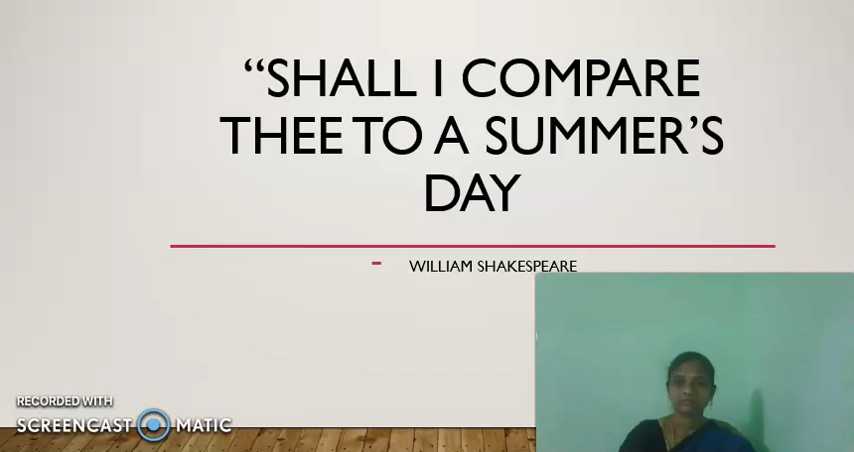 “SHALL I COMPARE
THEE TO A SUMMER’S
DAY
- WILLIAM SHAKESPEARE
RECORDED WITH
SCREENCAST MATIC